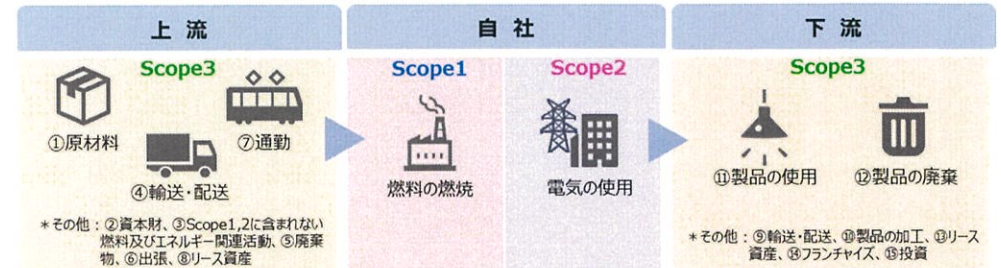 上流
Scope3
①原材料
⑦通勤
④輸送・配送
＊その他：②資本財、③Scope1,2に含まれない
燃料及びエネルギー関連活動、⑤廃棄
物、⑥出張、⑧リース資産
自社
Scope1
燃料の燃焼
Scope2
電気の使用
下流
Scope3
⑪製品の使用
⑫製品の廃棄
＊その他：⑨輸送・配送、⑩製品の加工、⑬リース
資産、⑭フランチャイズ、⑮投資